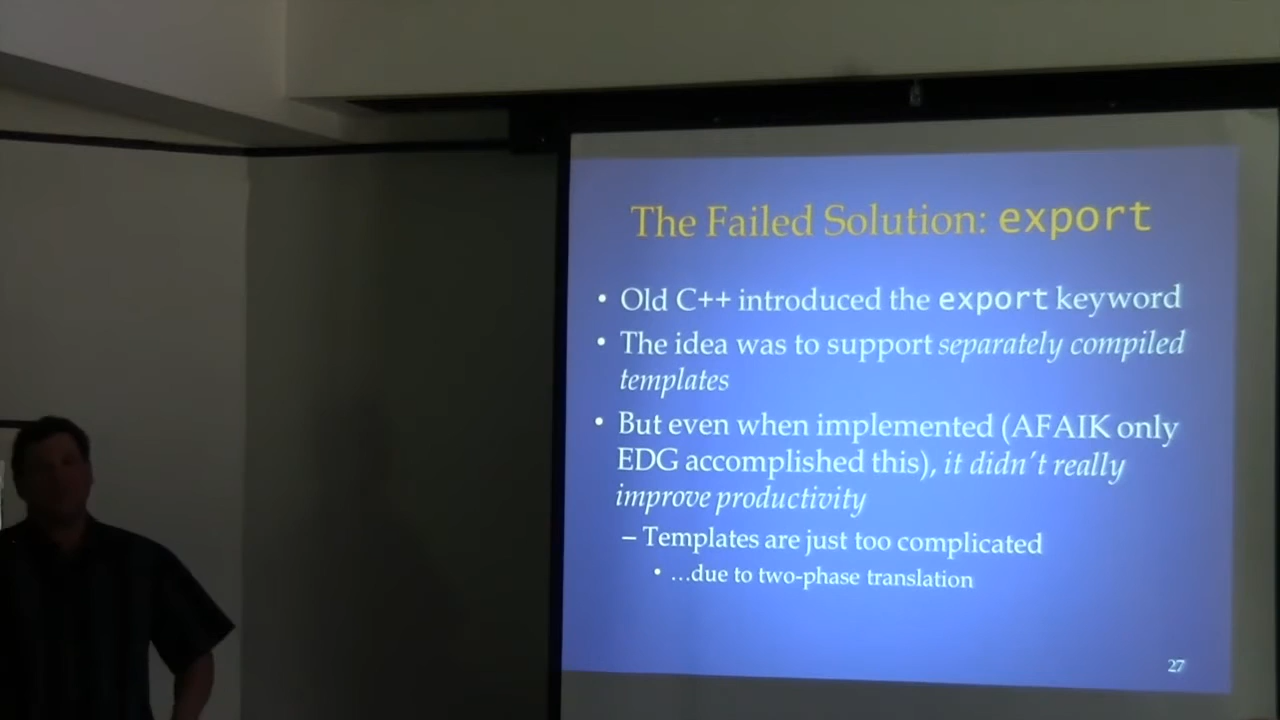 The Failed Solution: export
• Old C++ introduced the export keyword
• The idea was to support separately compiled
templates
• But even when implemented (AFAIK only
EDG accomplished this), it didn't really
improve productivity
– Templates are just too complicated
• …due to two-phase translation
27